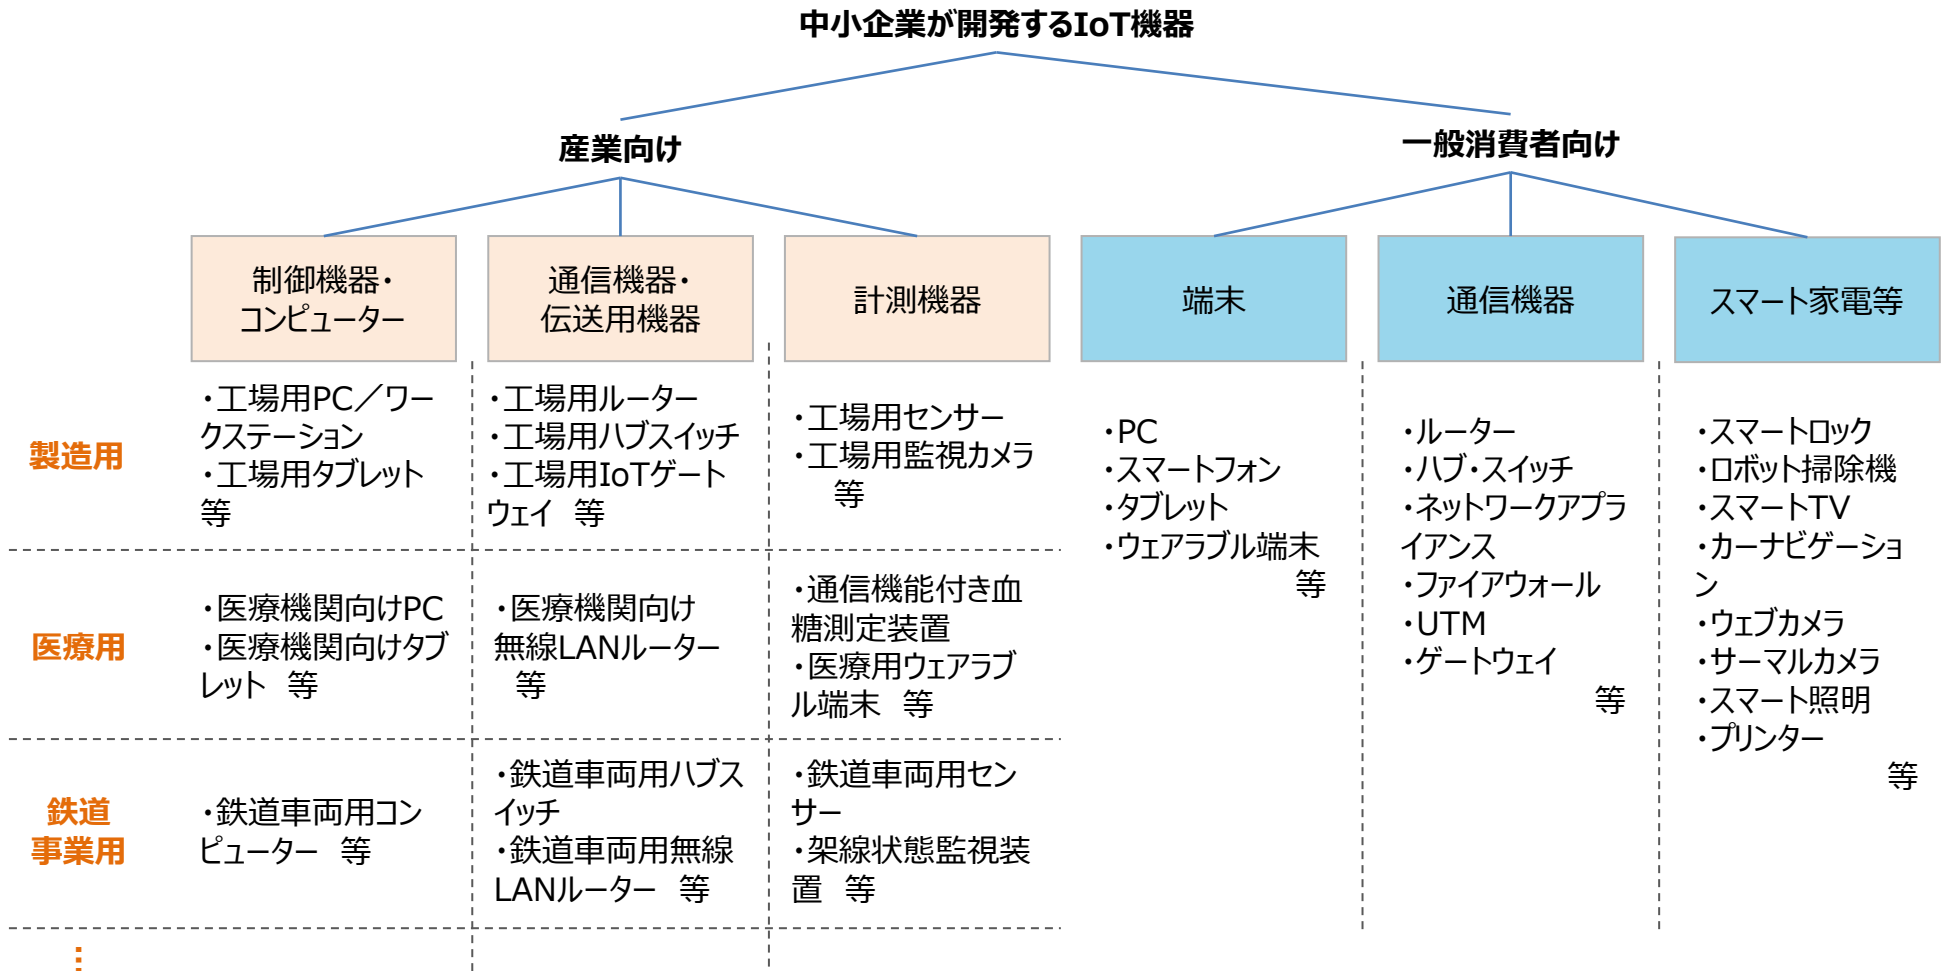 中小企業が開発するIoT機器
産業向け
一般消費者向け
制御機器・
コンピューター
通信機器・
伝送用機器
計測機器
端末
通信機器
スマート家電等
製造用
・工場用PC／ワー
クステーション
・工場用タブレット
等
・工場用ルーター
・工場用ハブスイッチ
・工場用IoTゲート
ウェイ　等
・工場用センサー
・工場用監視カメラ
等
医療用
・医療機関向けPC
・医療機関向けタブ
レット　等
・医療機関向け
無線LANルーター
等
・通信機能付き血
糖測定装置
・医療用ウェアラブ
ル端末　等
鉄道
事業用
・鉄道車両用コン
ピューター　等
・鉄道車両用ハブス
イッチ
・鉄道車両用無線
LANルーター　等
・鉄道車両用セン
サー
・架線状態監視装
置　等
・PC
・スマートフォン
・タブレット
・ウェアラブル端末
等
・ルーター
・ハブ・スイッチ
・ネットワークアプラ
イアンス
・ファイアウォール
・UTM
・ゲートウェイ
等
・スマートロック
・ロボット掃除機
・スマートTV
・カーナビゲーショ
ン
・ウェブカメラ
・サーマルカメラ
・スマート照明
・プリンター
等
…